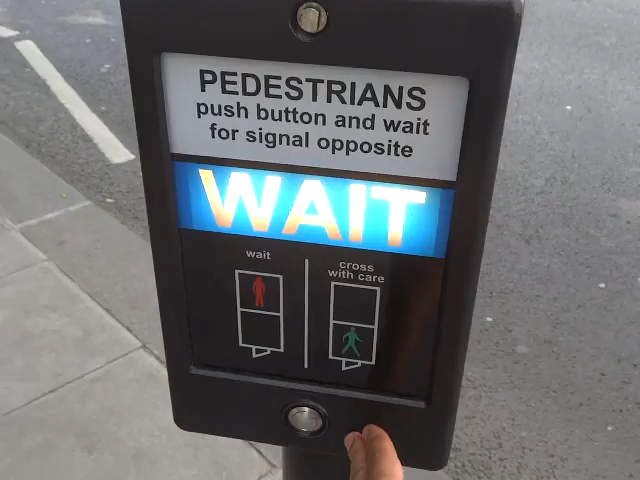 PEDESTRIANS
push button and wait
for signal opposite
WAIT
wait
cross
with care